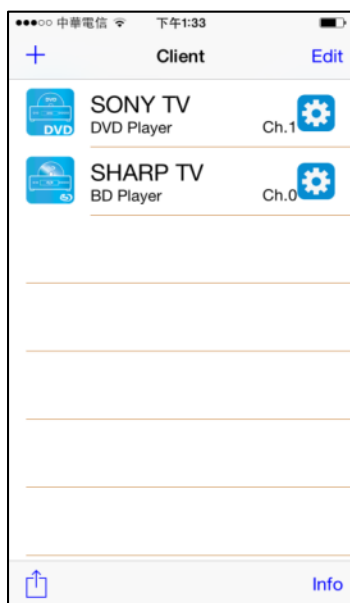 中華電信 下午1:33
+ Client Edit
DVD
SONY TV
DVD Player Ch.1
SHARP TV
BD Player Ch.0
Info